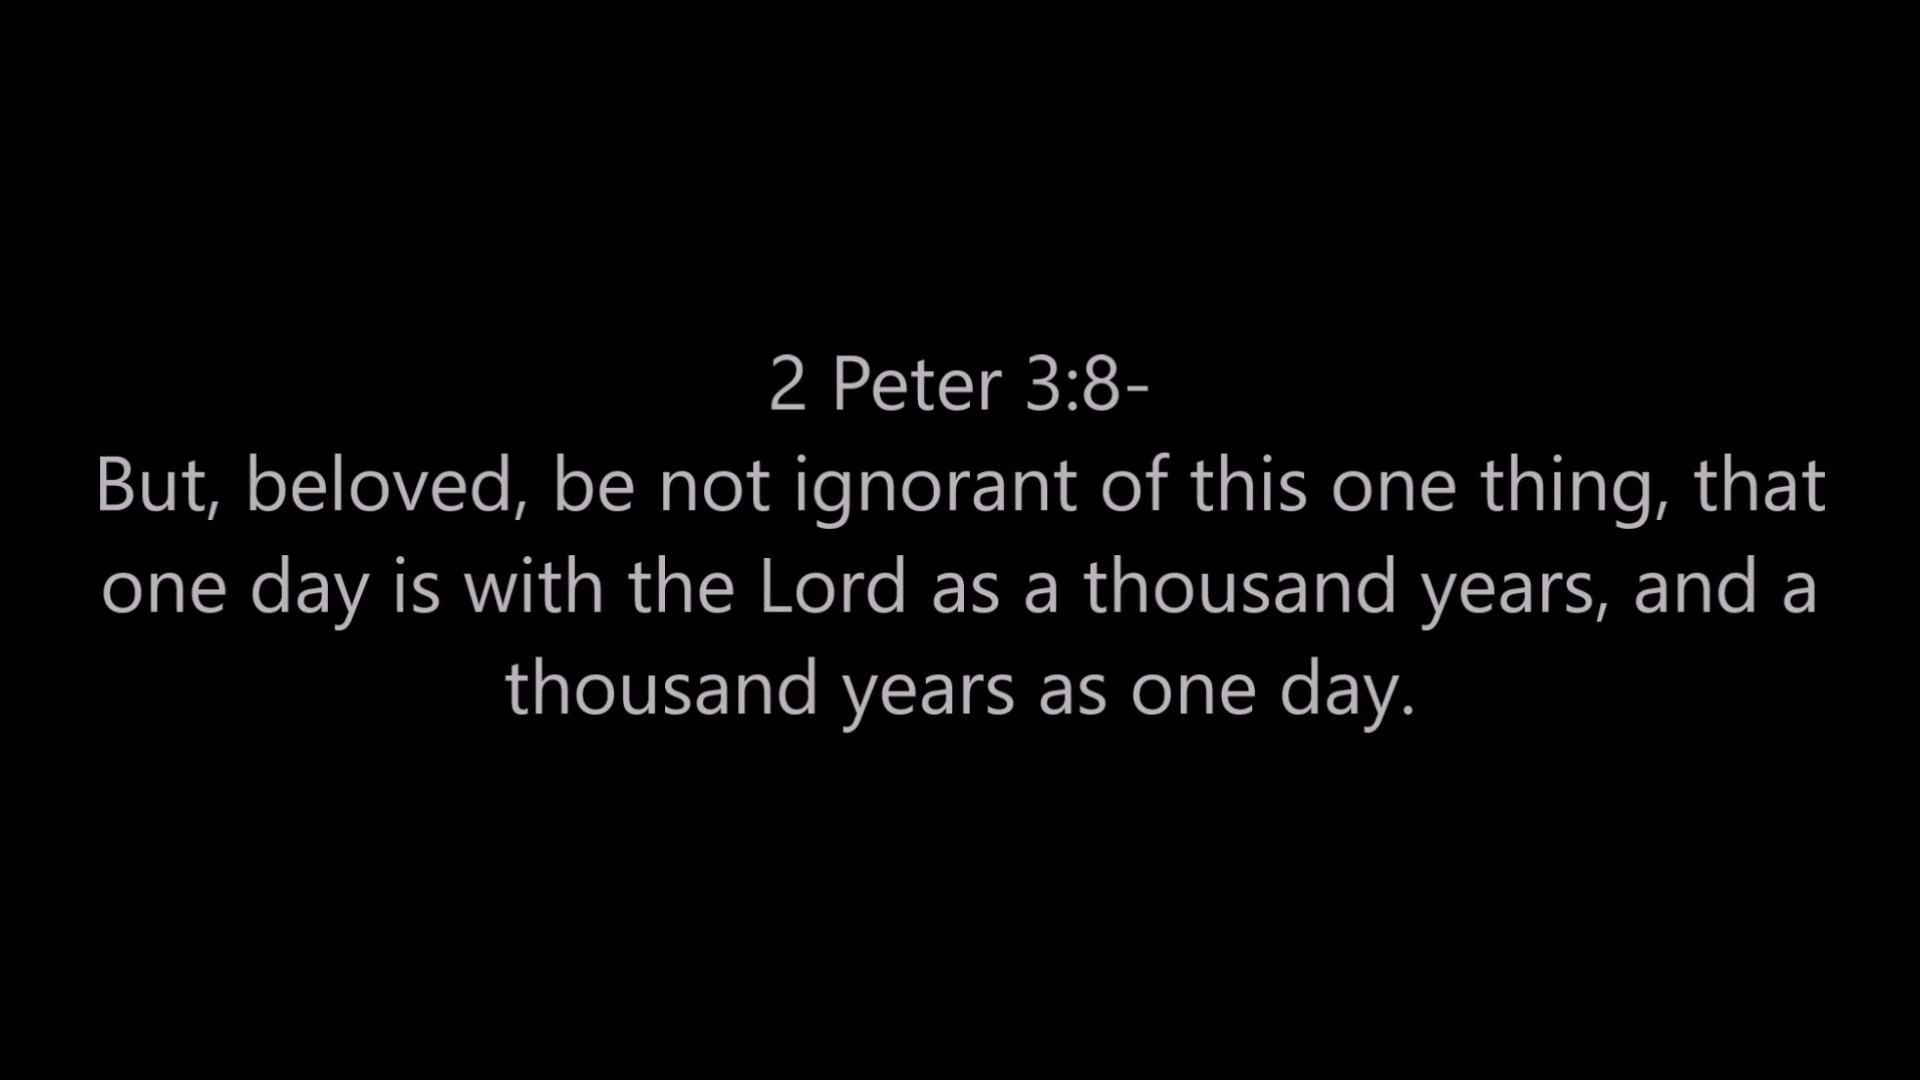 2 Peter 3:8-
But, beloved, be not ignorant of this one thing, that
one day is with the Lord as a thousand years, and a
thousand years as one day.